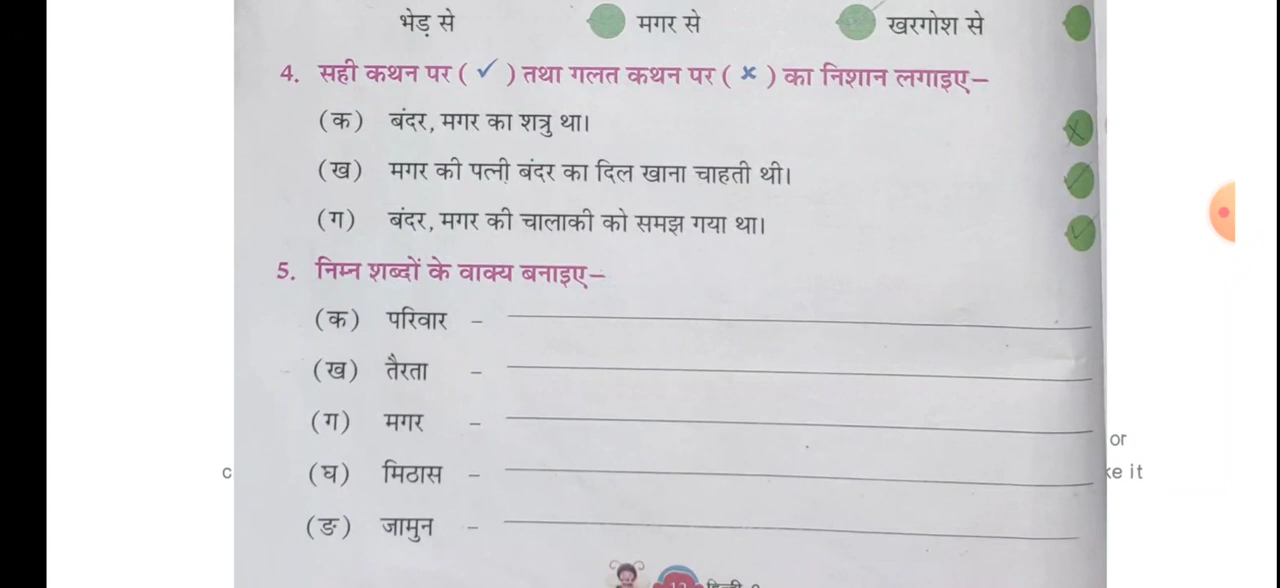 भेड़ से मगर से खरगोश से
4. सही कथन पर ( ✓ ) तथा गलत कथन पर ( × ) का निशान लगाइए–
(क) बंदर, मगर का शत्रु था। ×
(ख) मगर की पत्नी बंदर का दिल खाना चाहती थी। ✓
(ग) बंदर, मगर की चालाकी को समझ गया था। ✓
5. निम्न शब्दों के वाक्य बनाइए–
(क) परिवार –
(ख) तैरता –
(ग) मगर –
or
(घ) मिठास –
c
ke it
(ङ) जामुन –